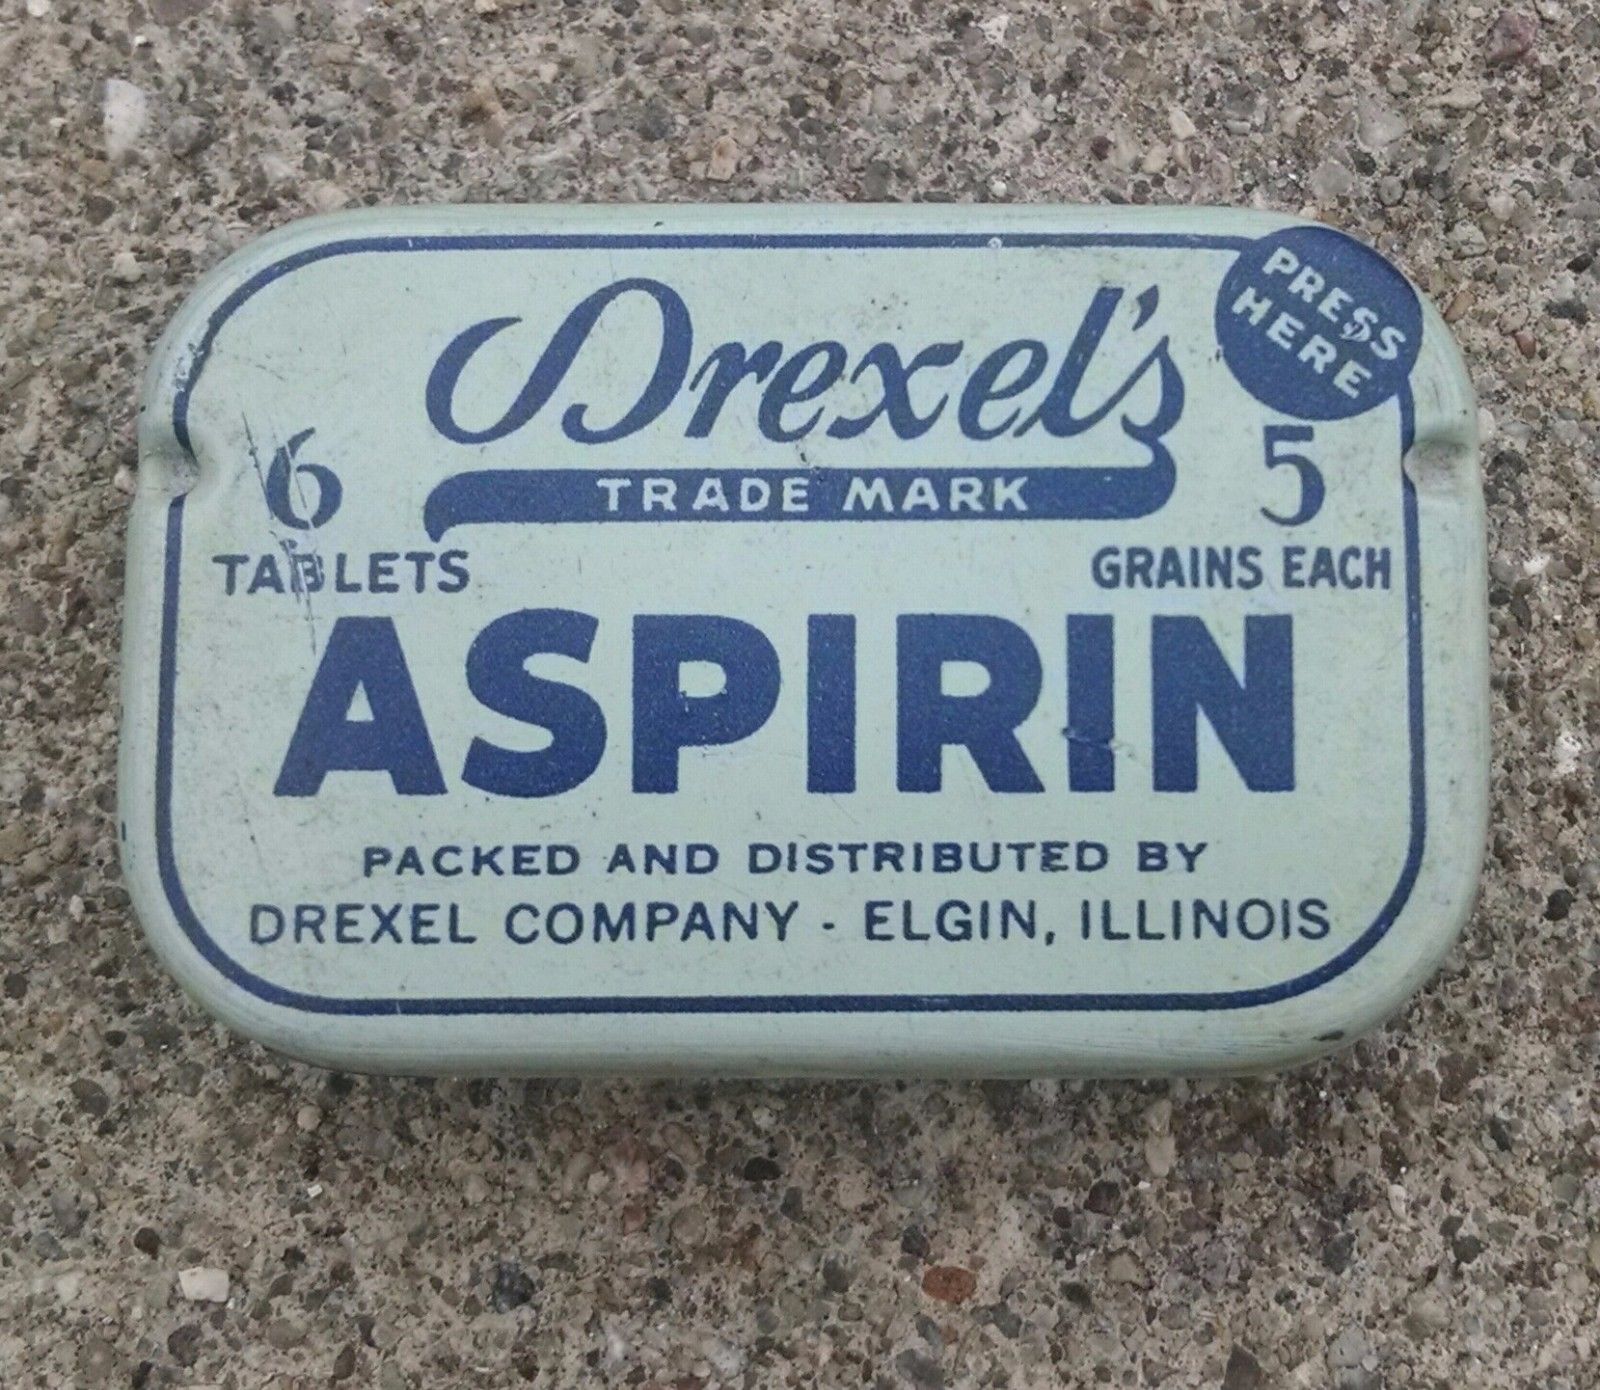 Drexel's
TRADE MARK
PRESS
HERE
6
TABLETS
5
GRAINS EACH
ASPIRIN
PACKED AND DISTRIBUTED BY
DREXEL COMPANY - ELGIN, ILLINOIS